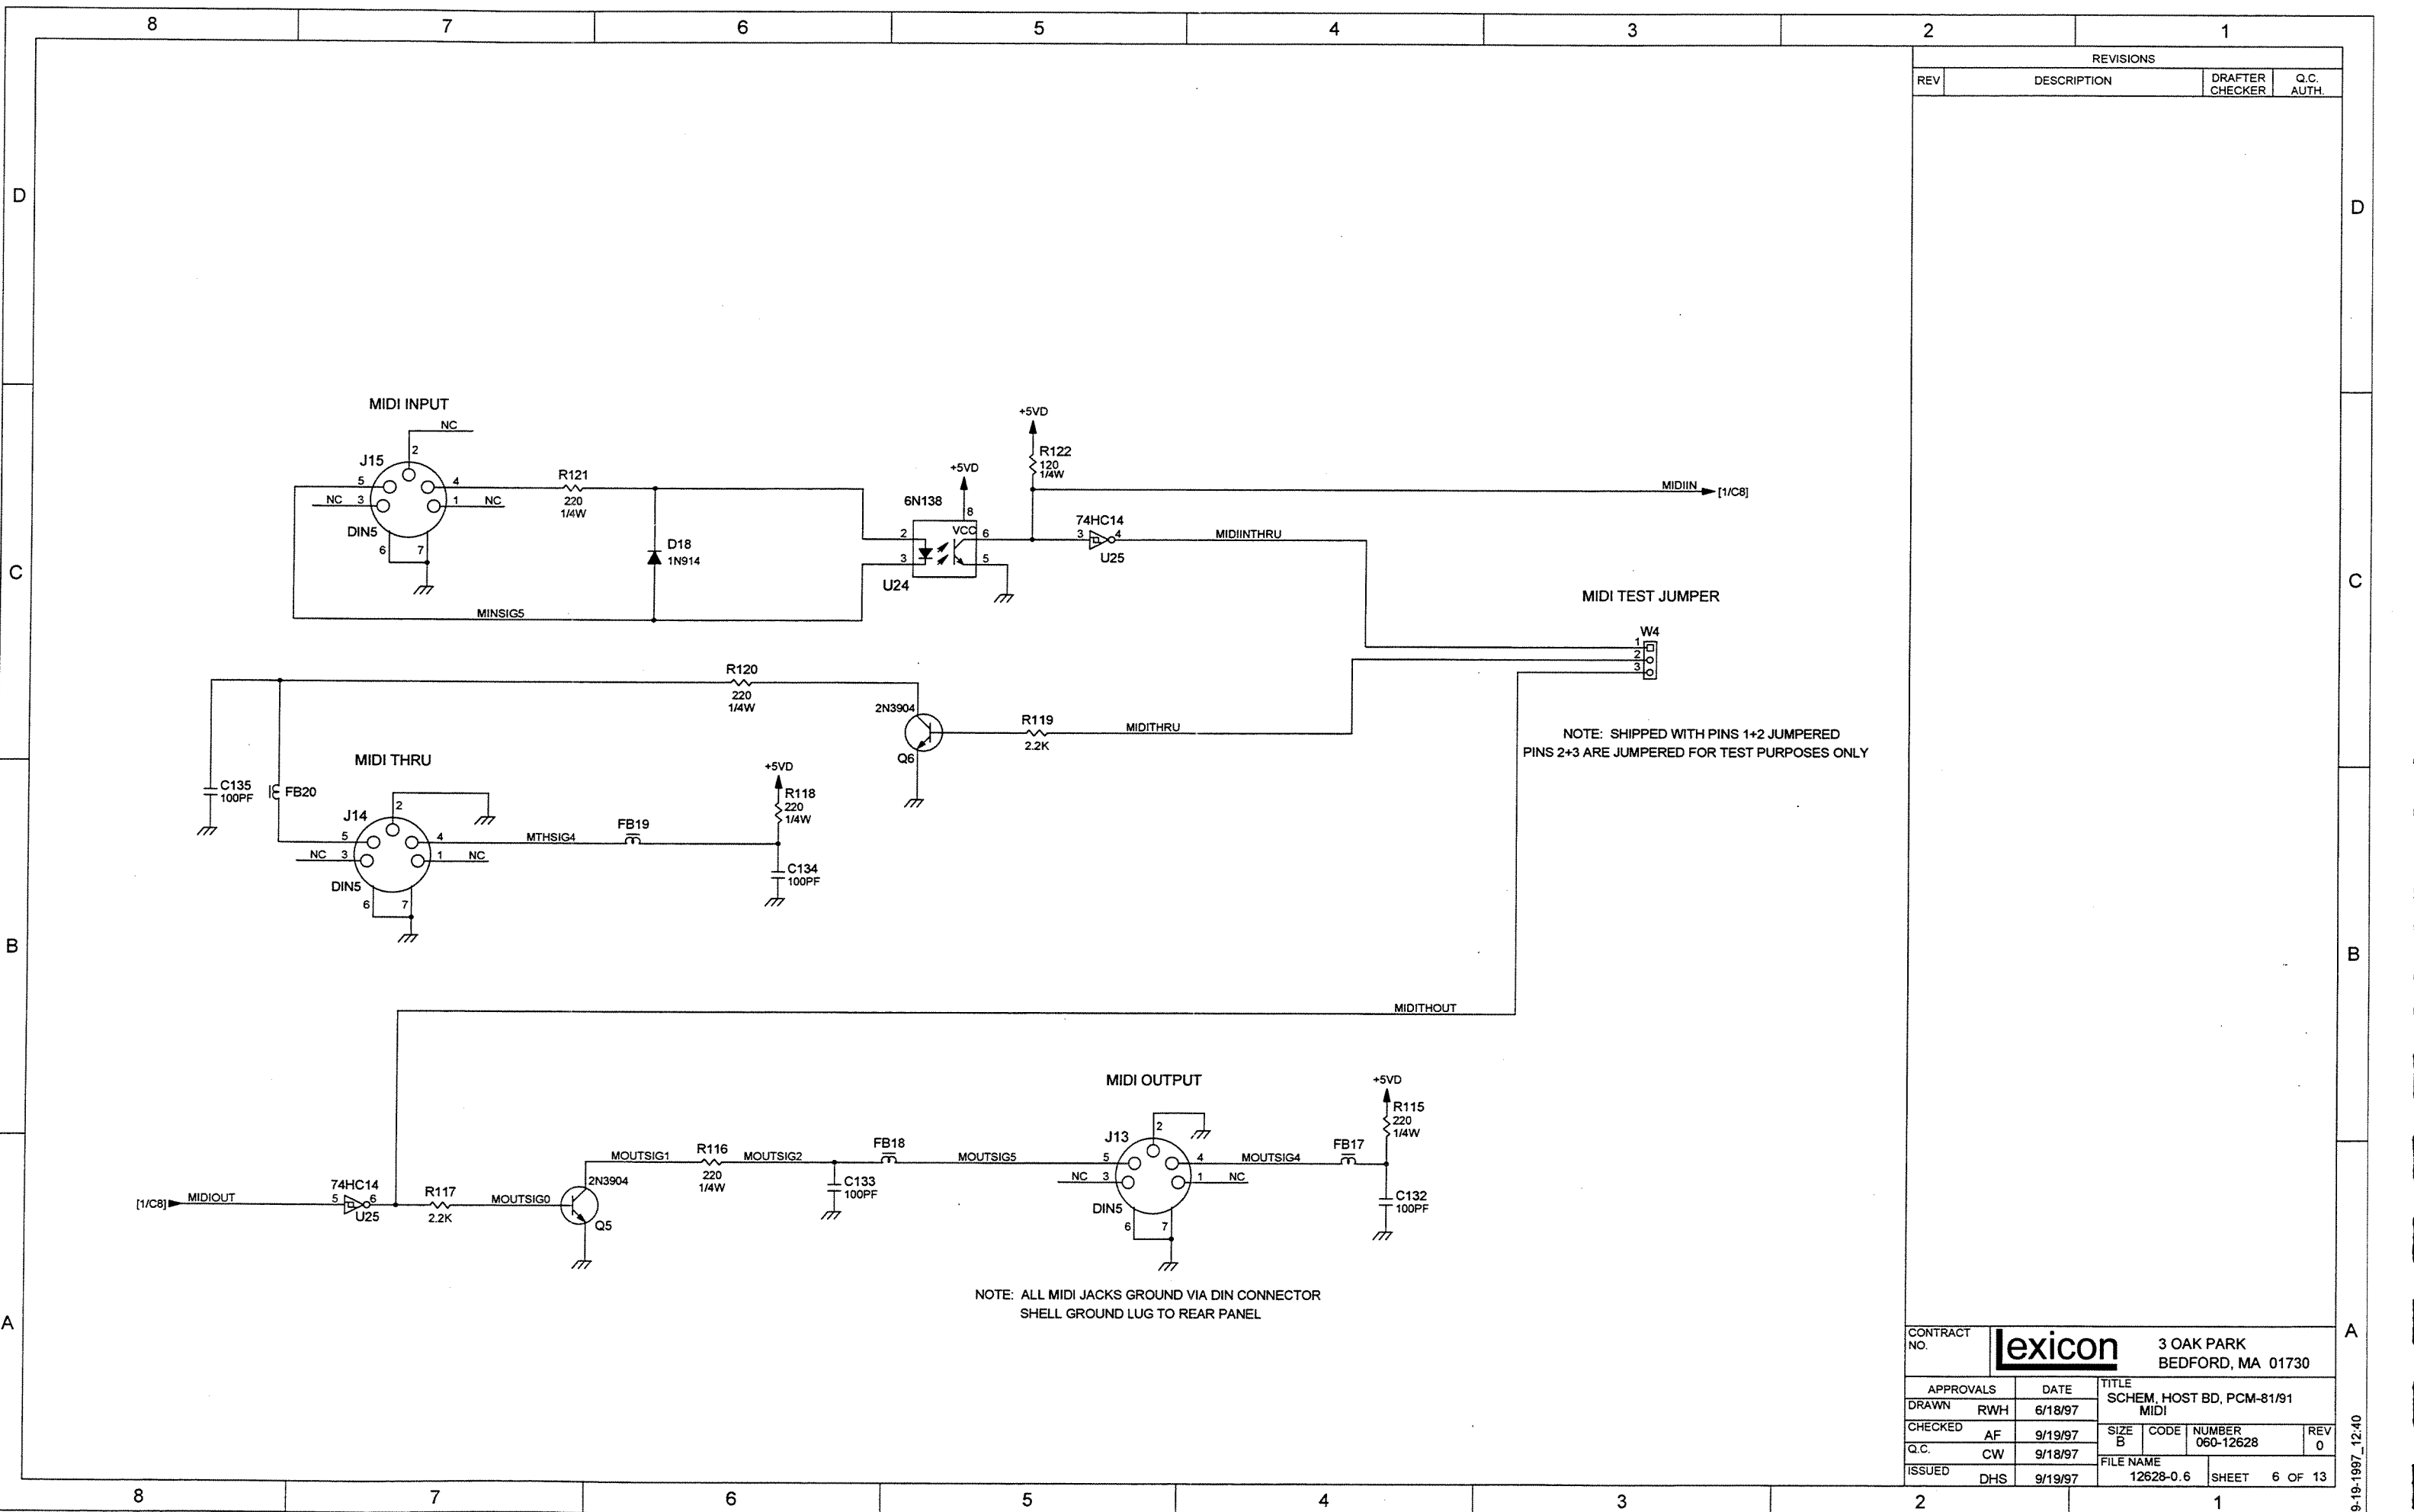 8 7 6 5 4 3 2 1
REVISIONS
REV DESCRIPTION DRAFTER CHECKER Q.C. AUTH.
D D
MIDI INPUT
NC
2
J15
5 4
NC 3 1 NC
DIN5
6 7
R121
220
1/4W
D18
1N914
MINSIG5
6N138
+5VD
8
VCC
2 6
3 5
U24
+5VD
R122
120
1/4W
MIDIIN [1/C8]
74HC14
3 4
U25
MIDIINTHRU
C C
MIDI TEST JUMPER
W4
1
2
3
NOTE: SHIPPED WITH PINS 1+2 JUMPERED
PINS 2+3 ARE JUMPERED FOR TEST PURPOSES ONLY
R120
220
1/4W
2N3904
Q6
R119
2.2K
MIDITHRU
C135
100PF
FB20
MIDI THRU
2
J14
5 4
NC 3 1 NC
DIN5
6 7
MTHSIG4
FB19
+5VD
R118
220
1/4W
C134
100PF
B B
MIDITHOUT
[1/C8] MIDIOUT
74HC14
5 6
U25
R117
2.2K
MOUTSIG0
2N3904
Q5
MOUTSIG1
R116
220
1/4W
MOUTSIG2
C133
100PF
FB18
MOUTSIG5
MIDI OUTPUT
2
J13
5 4
NC 3 1 NC
DIN5
6 7
MOUTSIG4
FB17
+5VD
R115
220
1/4W
C132
100PF
NOTE: ALL MIDI JACKS GROUND VIA DIN CONNECTOR
SHELL GROUND LUG TO REAR PANEL
A A
CONTRACT
NO.
Lexicon
3 OAK PARK
BEDFORD, MA 01730
APPROVALS DATE
DRAWN RWH 6/18/97
CHECKED AF 9/19/97
Q.C. CW 9/18/97
ISSUED DHS 9/19/97
TITLE
SCHEM, HOST BD, PCM-81/91
MIDI
SIZE B CODE NUMBER 060-12628 REV 0
FILE NAME
12628-0.6 SHEET 6 OF 13
9-19-1997_12:40
8 7 6 5 4 3 2 1